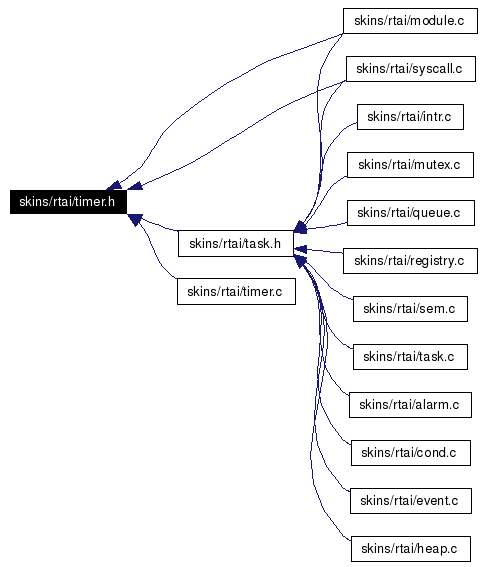 skins/rtai/module.c
skins/rtai/syscall.c
skins/rtai/intr.c
skins/rtai/mutex.c
skins/rtai/timer.h
skins/rtai/queue.c
skins/rtai/task.h
skins/rtai/registry.c
skins/rtai/timer.c
skins/rtai/sem.c
skins/rtai/task.c
skins/rtai/alarm.c
skins/rtai/cond.c
skins/rtai/event.c
skins/rtai/heap.c